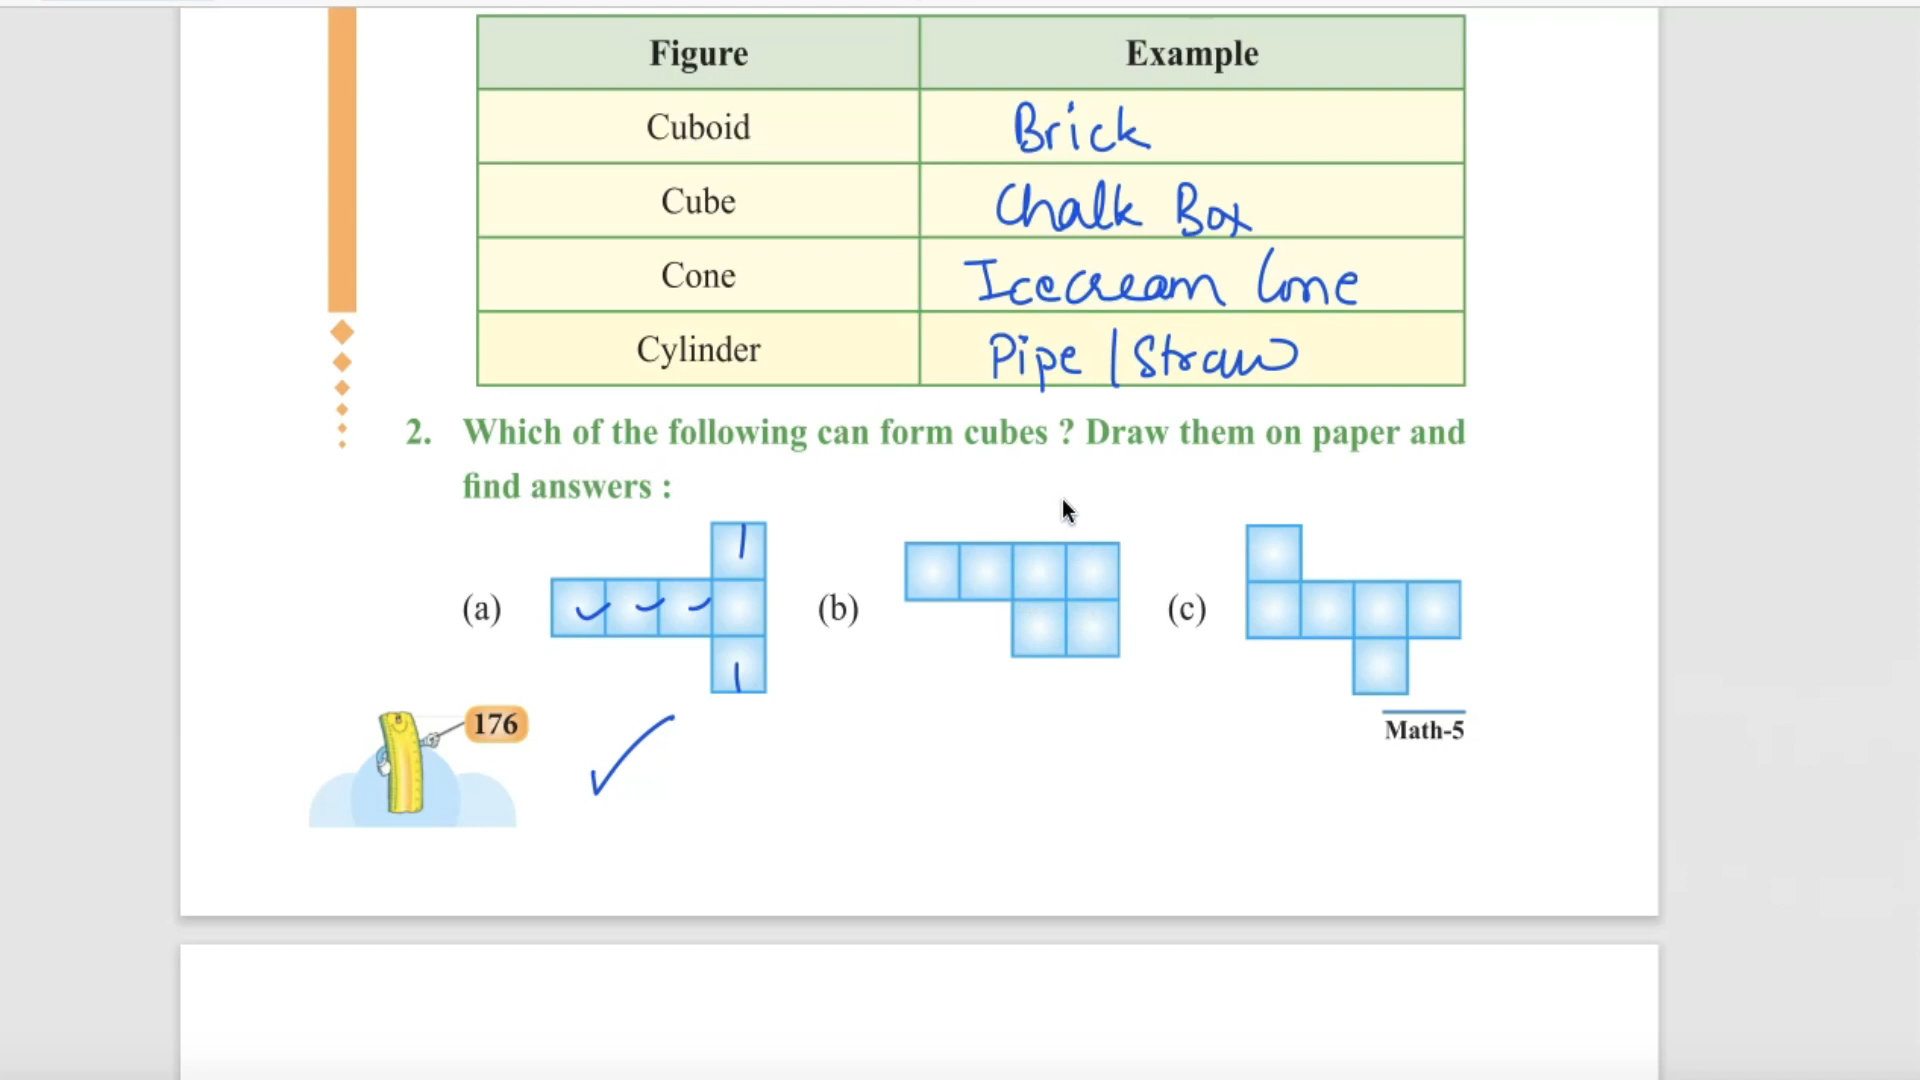 Figure Example
Cuboid Brick
Cube Chalk Box
Cone Icecream Cone
Cylinder Pipe | Straw
2. Which of the following can form cubes ? Draw them on paper and
find answers :
(a) (b) (c)
176
Math-5